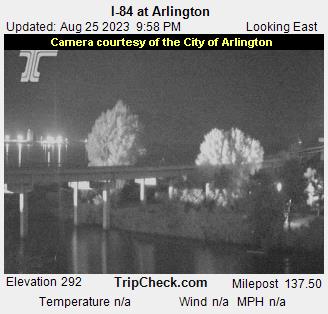 I-84 at Arlington
Updated: Aug 25 2023 9:58 PM Looking East
Camera courtesy of the City of Arlington
Elevation 292 TripCheck.com Milepost 137.50
Temperature n/a Wind n/a MPH n/a